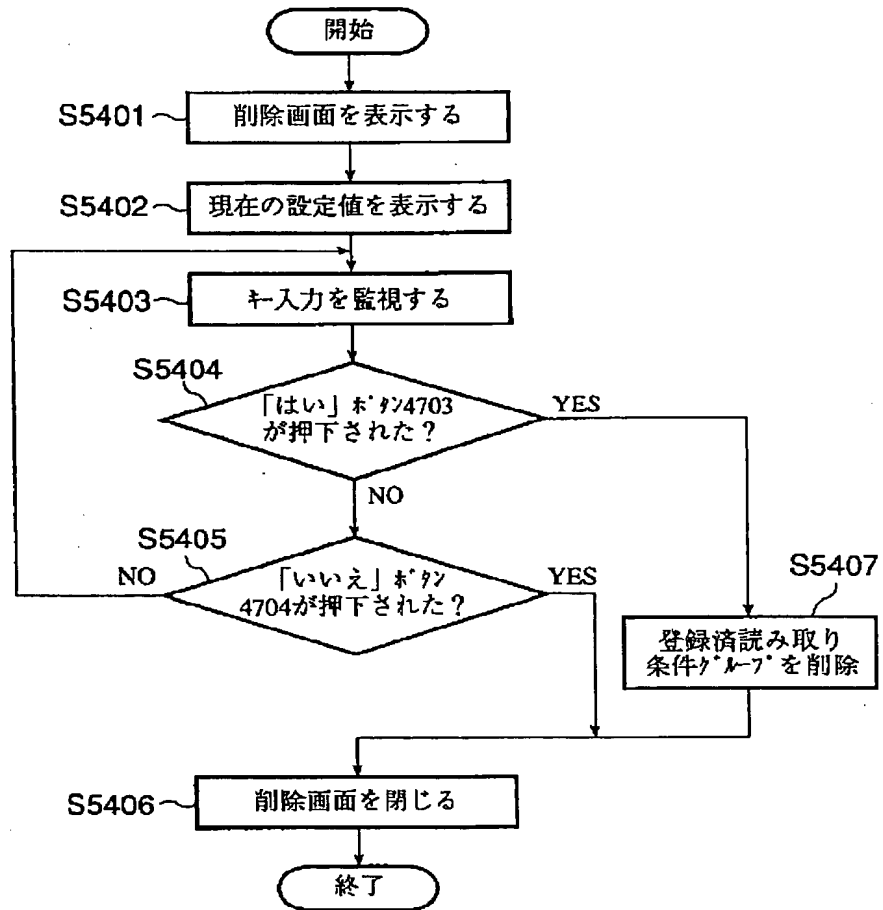 開始
S5401
削除画面を表示する
S5402
現在の設定値を表示する
S5403
ｷｰ入力を監視する
S5404
「はい」ﾎﾞﾀﾝ4703
が押下された？
YES
NO
S5405
「いいえ」ﾎﾞﾀﾝ
4704が押下された？
NO
YES
S5407
登録済読み取り
条件ｸﾞﾙｰﾌﾟを削除
S5406
削除画面を閉じる
終了